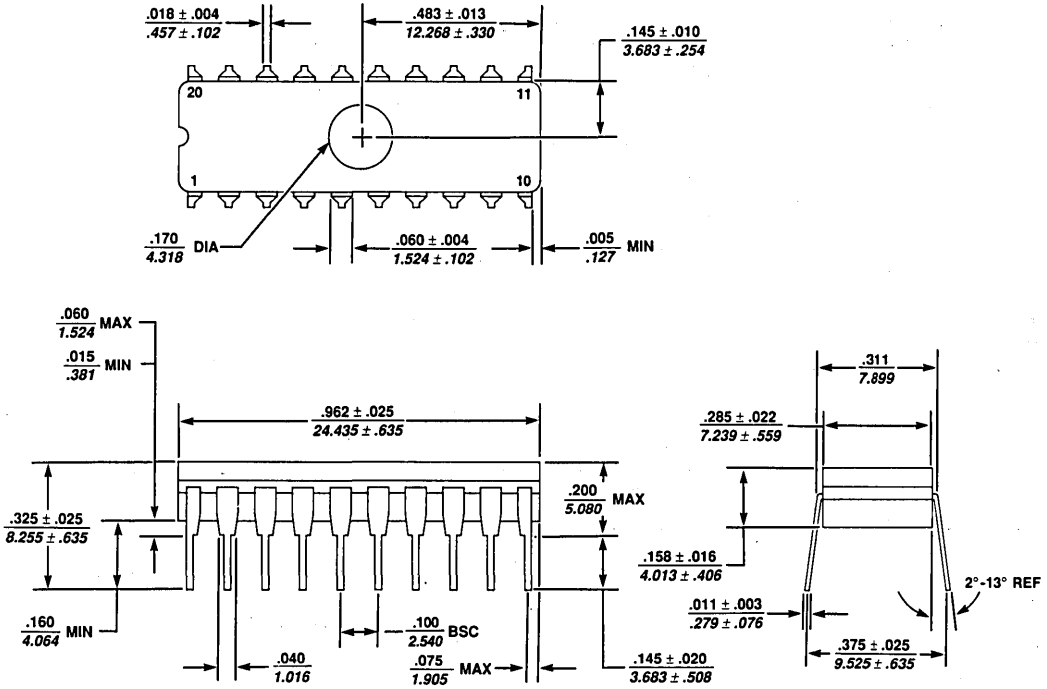 .018 ± .004
.457 ± .102
.483 ± .013
12.268 ± .330
.145 ± .010
3.683 ± .254
20
11
1
10
.170
4.318
DIA
.060 ± .004
1.524 ± .102
.005
.127
MIN
.060
1.524
MAX
.015
.381
MIN
.311
7.899
.962 ± .025
24.435 ± .635
.285 ± .022
7.239 ± .559
.200
5.080
MAX
.325 ± .025
8.255 ± .635
.158 ± .016
4.013 ± .406
2°-13° REF
.011 ± .003
.279 ± .076
.160
4.064
MIN
.100
2.540
BSC
.375 ± .025
9.525 ± .635
.040
1.016
.075
1.905
MAX
.145 ± .020
3.683 ± .508